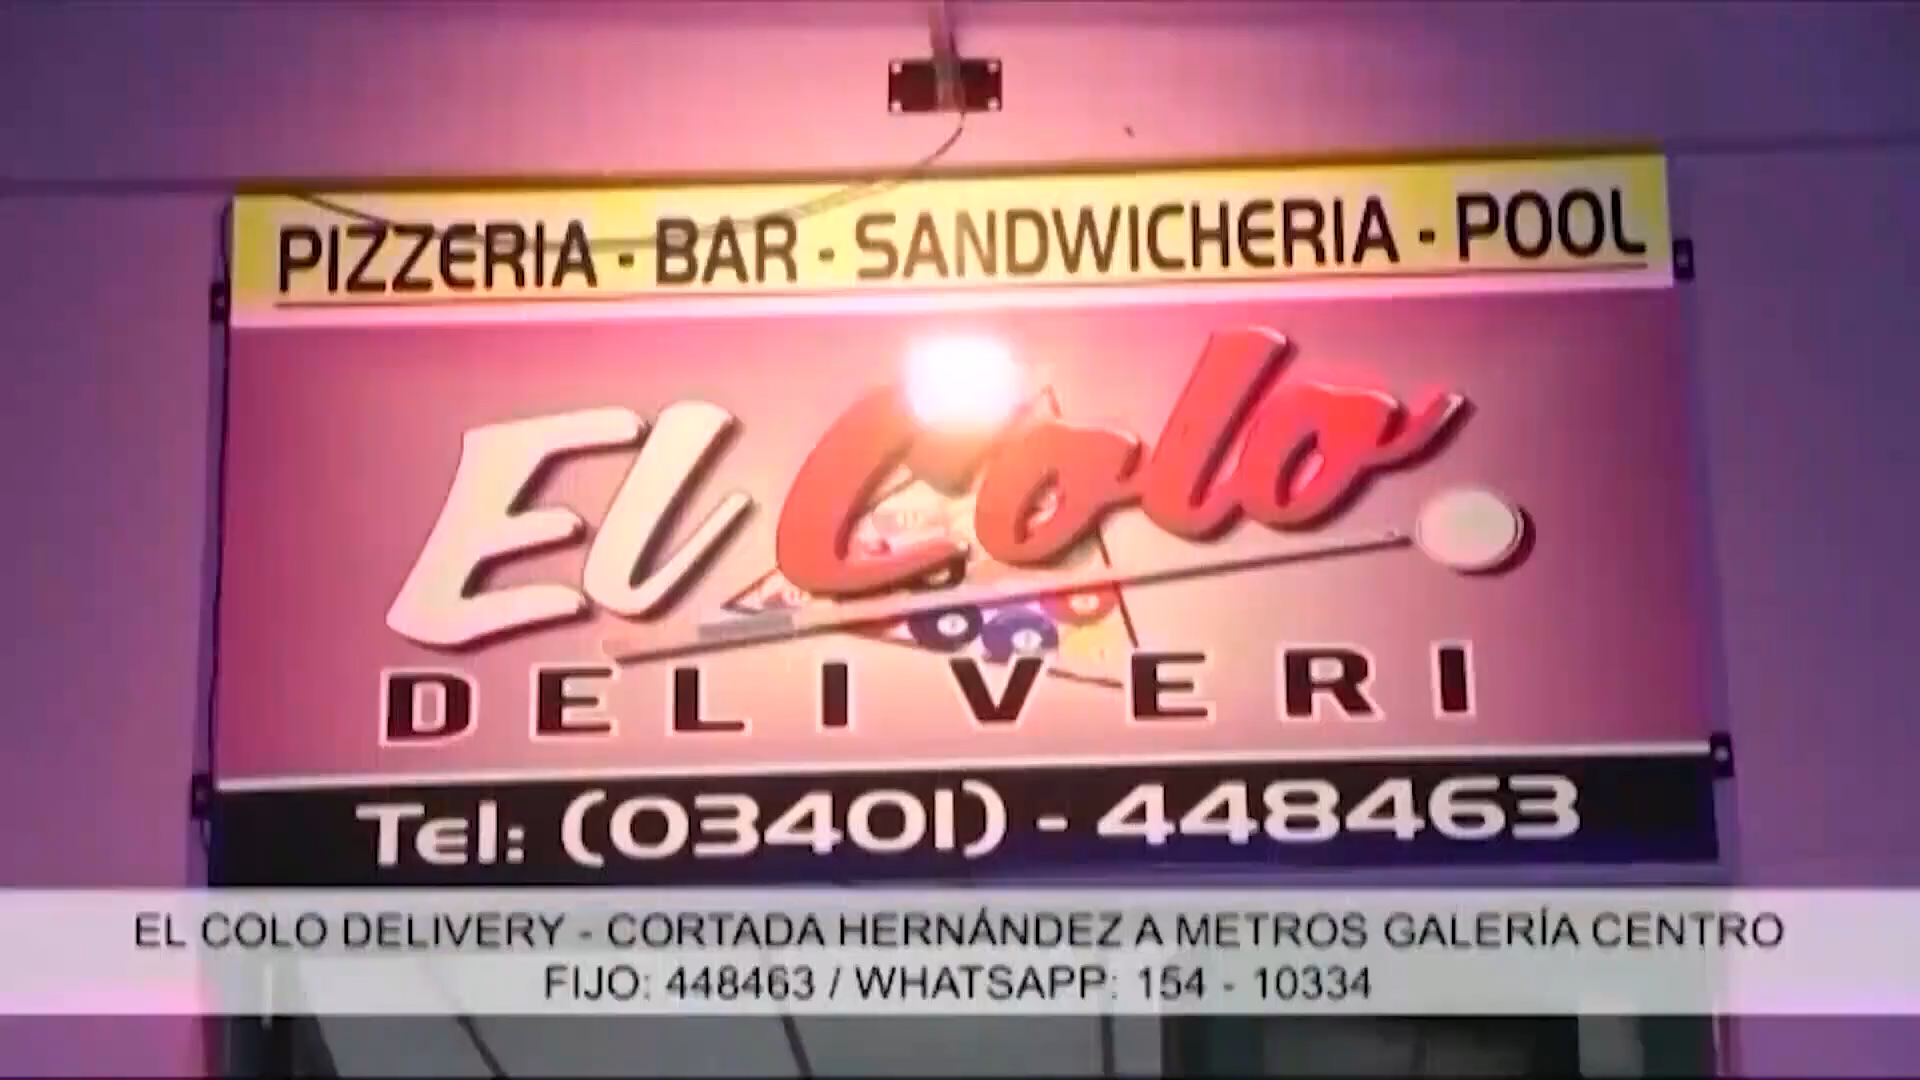 PIZZERIA - BAR - SANDWICHERIA - POOL
El Colo
DELIVERI
Tel: (03401) - 448463
EL COLO DELIVERY - CORTADA HERNÁNDEZ A METROS GALERÍA CENTRO
FIJO: 448463 / WHATSAPP: 154 - 10334